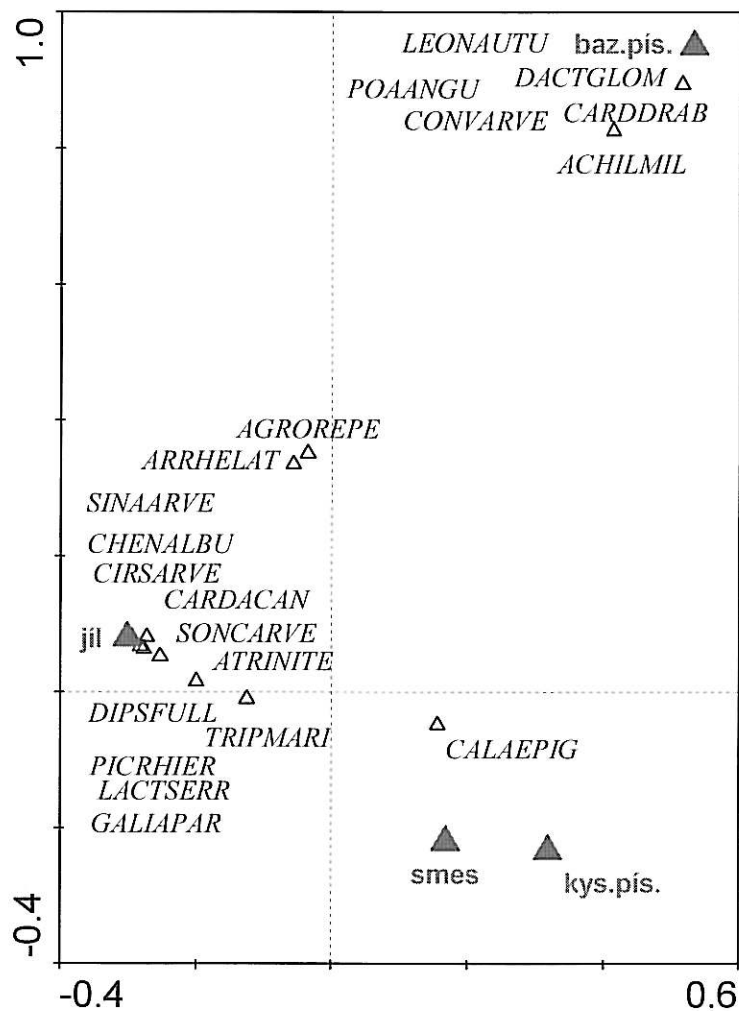 1.0
LEONAUTU baz.pís.
POAANGU DACTGLOM
CONVARVE CARDDRAB
ACHILMIL
AGROREPE
ARRHELAT
SINAARVE
CHENALBU
CIRSARVE
CARDACAN
jíl SONCARVE
ATRINITE
DIPSFULL
TRIPMARI CALAEPIG
PICRHIER
LACTSERR
GALIAPAR
smes kys.pís.
-0.4
-0.4 0.6